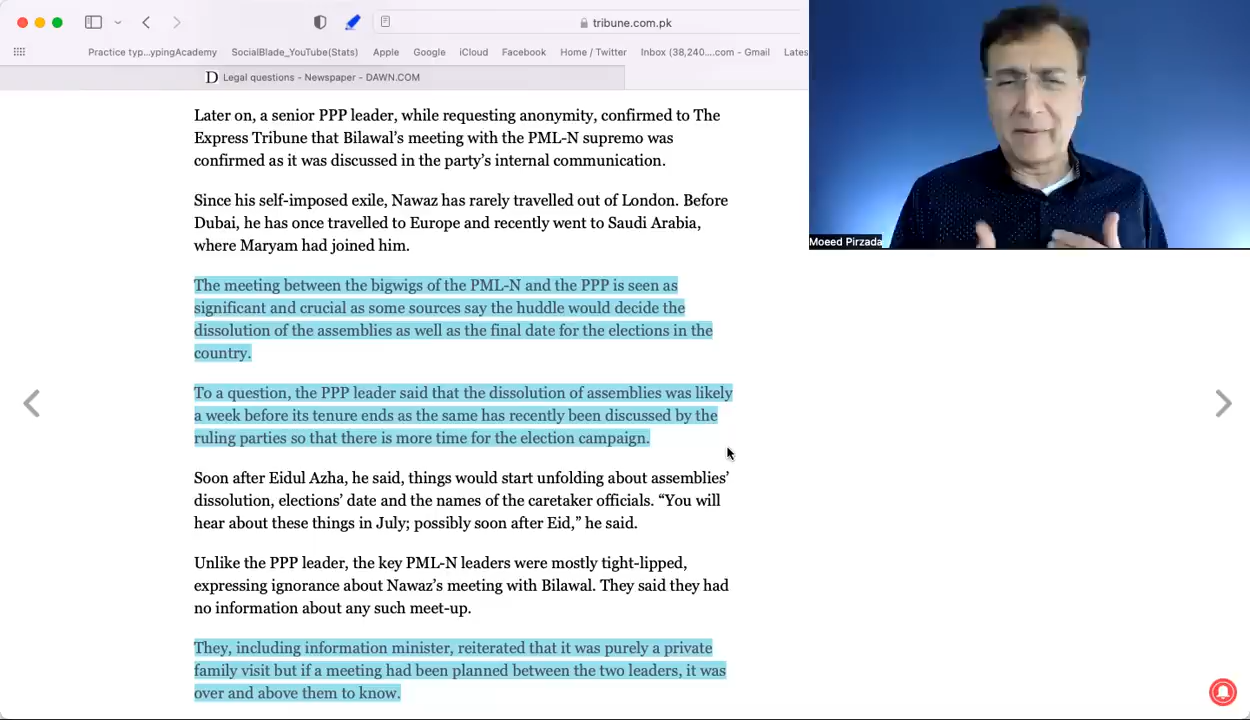 tribune.com.pk
Practice typ...ypingAcademy SocialBlade_YouTube(Stats) Apple Google iCloud Facebook Home / Twitter Inbox (38,240....com - Gmail Lates
D Legal questions - Newspaper - DAWN.COM
Moeed Pirzada
Later on, a senior PPP leader, while requesting anonymity, confirmed to The
Express Tribune that Bilawal’s meeting with the PML-N supremo was
confirmed as it was discussed in the party’s internal communication.
Since his self-imposed exile, Nawaz has rarely travelled out of London. Before
Dubai, he has once travelled to Europe and recently went to Saudi Arabia,
where Maryam had joined him.
The meeting between the bigwigs of the PML-N and the PPP is seen as
significant and crucial as some sources say the huddle would decide the
dissolution of the assemblies as well as the final date for the elections in the
country.
To a question, the PPP leader said that the dissolution of assemblies was likely
a week before its tenure ends as the same has recently been discussed by the
ruling parties so that there is more time for the election campaign.
Soon after Eidul Azha, he said, things would start unfolding about assemblies’
dissolution, elections’ date and the names of the caretaker officials. “You will
hear about these things in July; possibly soon after Eid,” he said.
Unlike the PPP leader, the key PML-N leaders were mostly tight-lipped,
expressing ignorance about Nawaz’s meeting with Bilawal. They said they had
no information about any such meet-up.
They, including information minister, reiterated that it was purely a private
family visit but if a meeting had been planned between the two leaders, it was
over and above them to know.